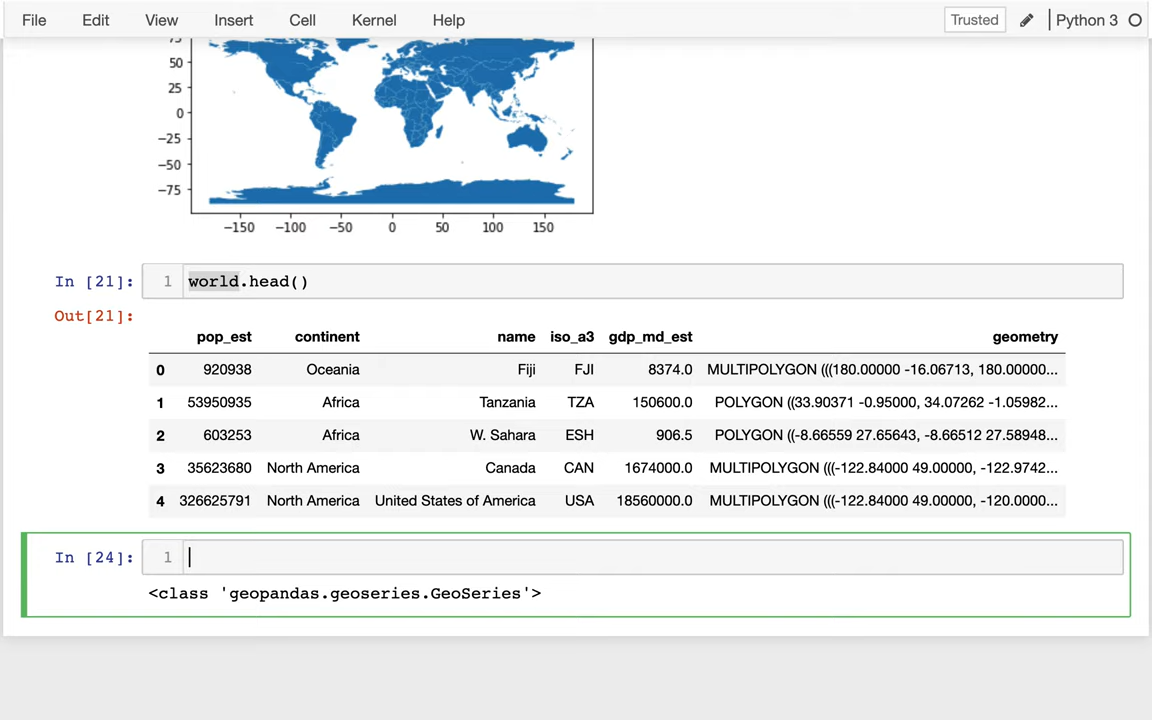 File Edit View Insert Cell Kernel Help Trusted Python 3
75
50
25
0
−25
−50
−75
−150 −100 −50 0 50 100 150
In [21]: 1 world.head()
Out[21]:
pop_est continent name iso_a3 gdp_md_est geometry
0 920938 Oceania Fiji FJI 8374.0 MULTIPOLYGON (((180.00000 -16.06713, 180.00000...
1 53950935 Africa Tanzania TZA 150600.0 POLYGON ((33.90371 -0.95000, 34.07262 -1.05982...
2 603253 Africa W. Sahara ESH 906.5 POLYGON ((-8.66559 27.65643, -8.66512 27.58948...
3 35623680 North America Canada CAN 1674000.0 MULTIPOLYGON (((-122.84000 49.00000, -122.9742...
4 326625791 North America United States of America USA 18560000.0 MULTIPOLYGON (((-122.84000 49.00000, -120.0000...
In [24]: 1
<class 'geopandas.geoseries.GeoSeries'>